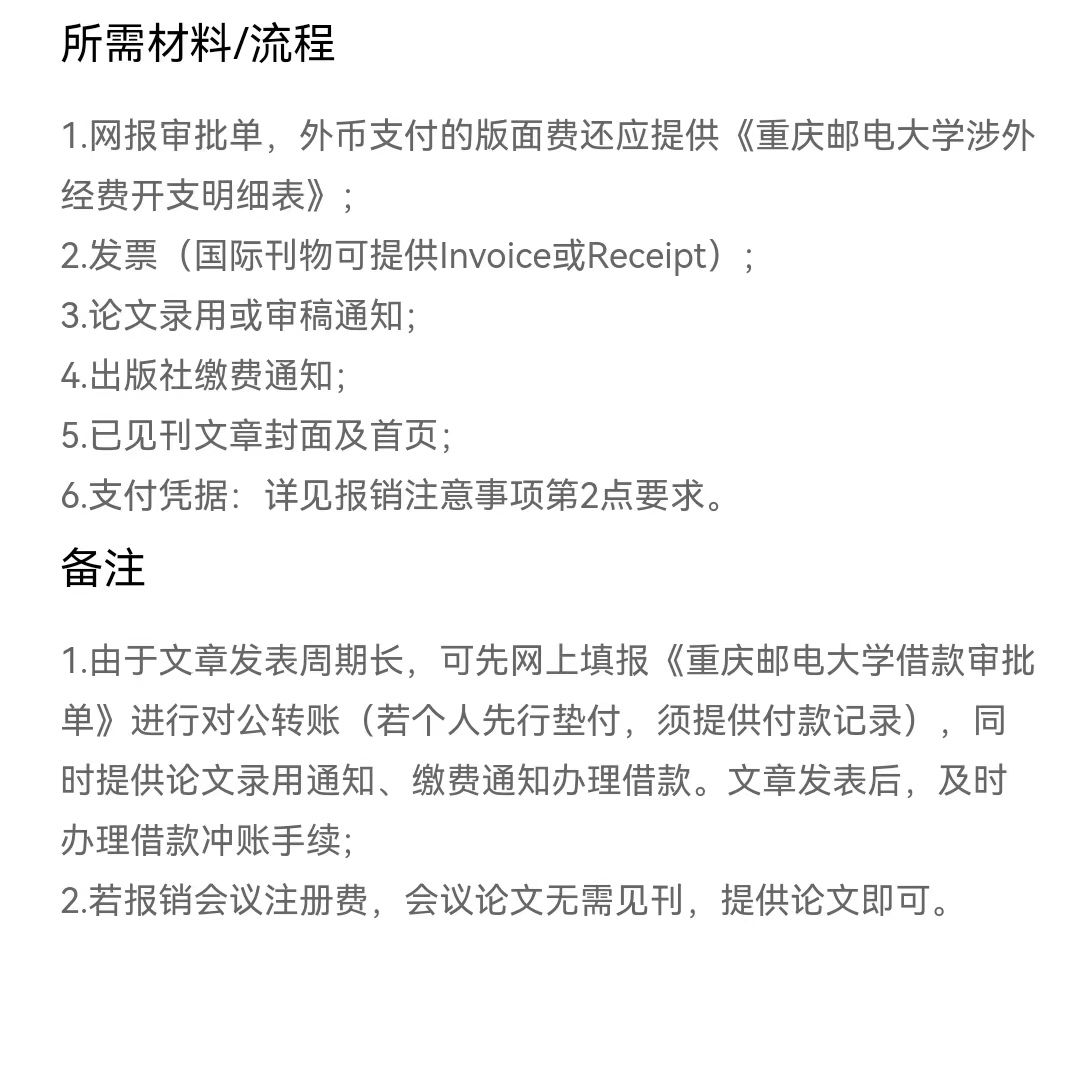 所需材料/流程
1.网报审批单，外币支付的版面费还应提供《重庆邮电大学涉外
经费开支明细表》；
2.发票（国际刊物可提供Invoice或Receipt）；
3.论文录用或审稿通知；
4.出版社缴费通知；
5.已见刊文章封面及首页；
6.支付凭据：详见报销注意事项第2点要求。
备注
1.由于文章发表周期长，可先网上填报《重庆邮电大学借款审批
单》进行对公转账（若个人先行垫付，须提供付款记录），同
时提供论文录用通知、缴费通知办理借款。文章发表后，及时
办理借款冲账手续；
2.若报销会议注册费，会议论文无需见刊，提供论文即可。